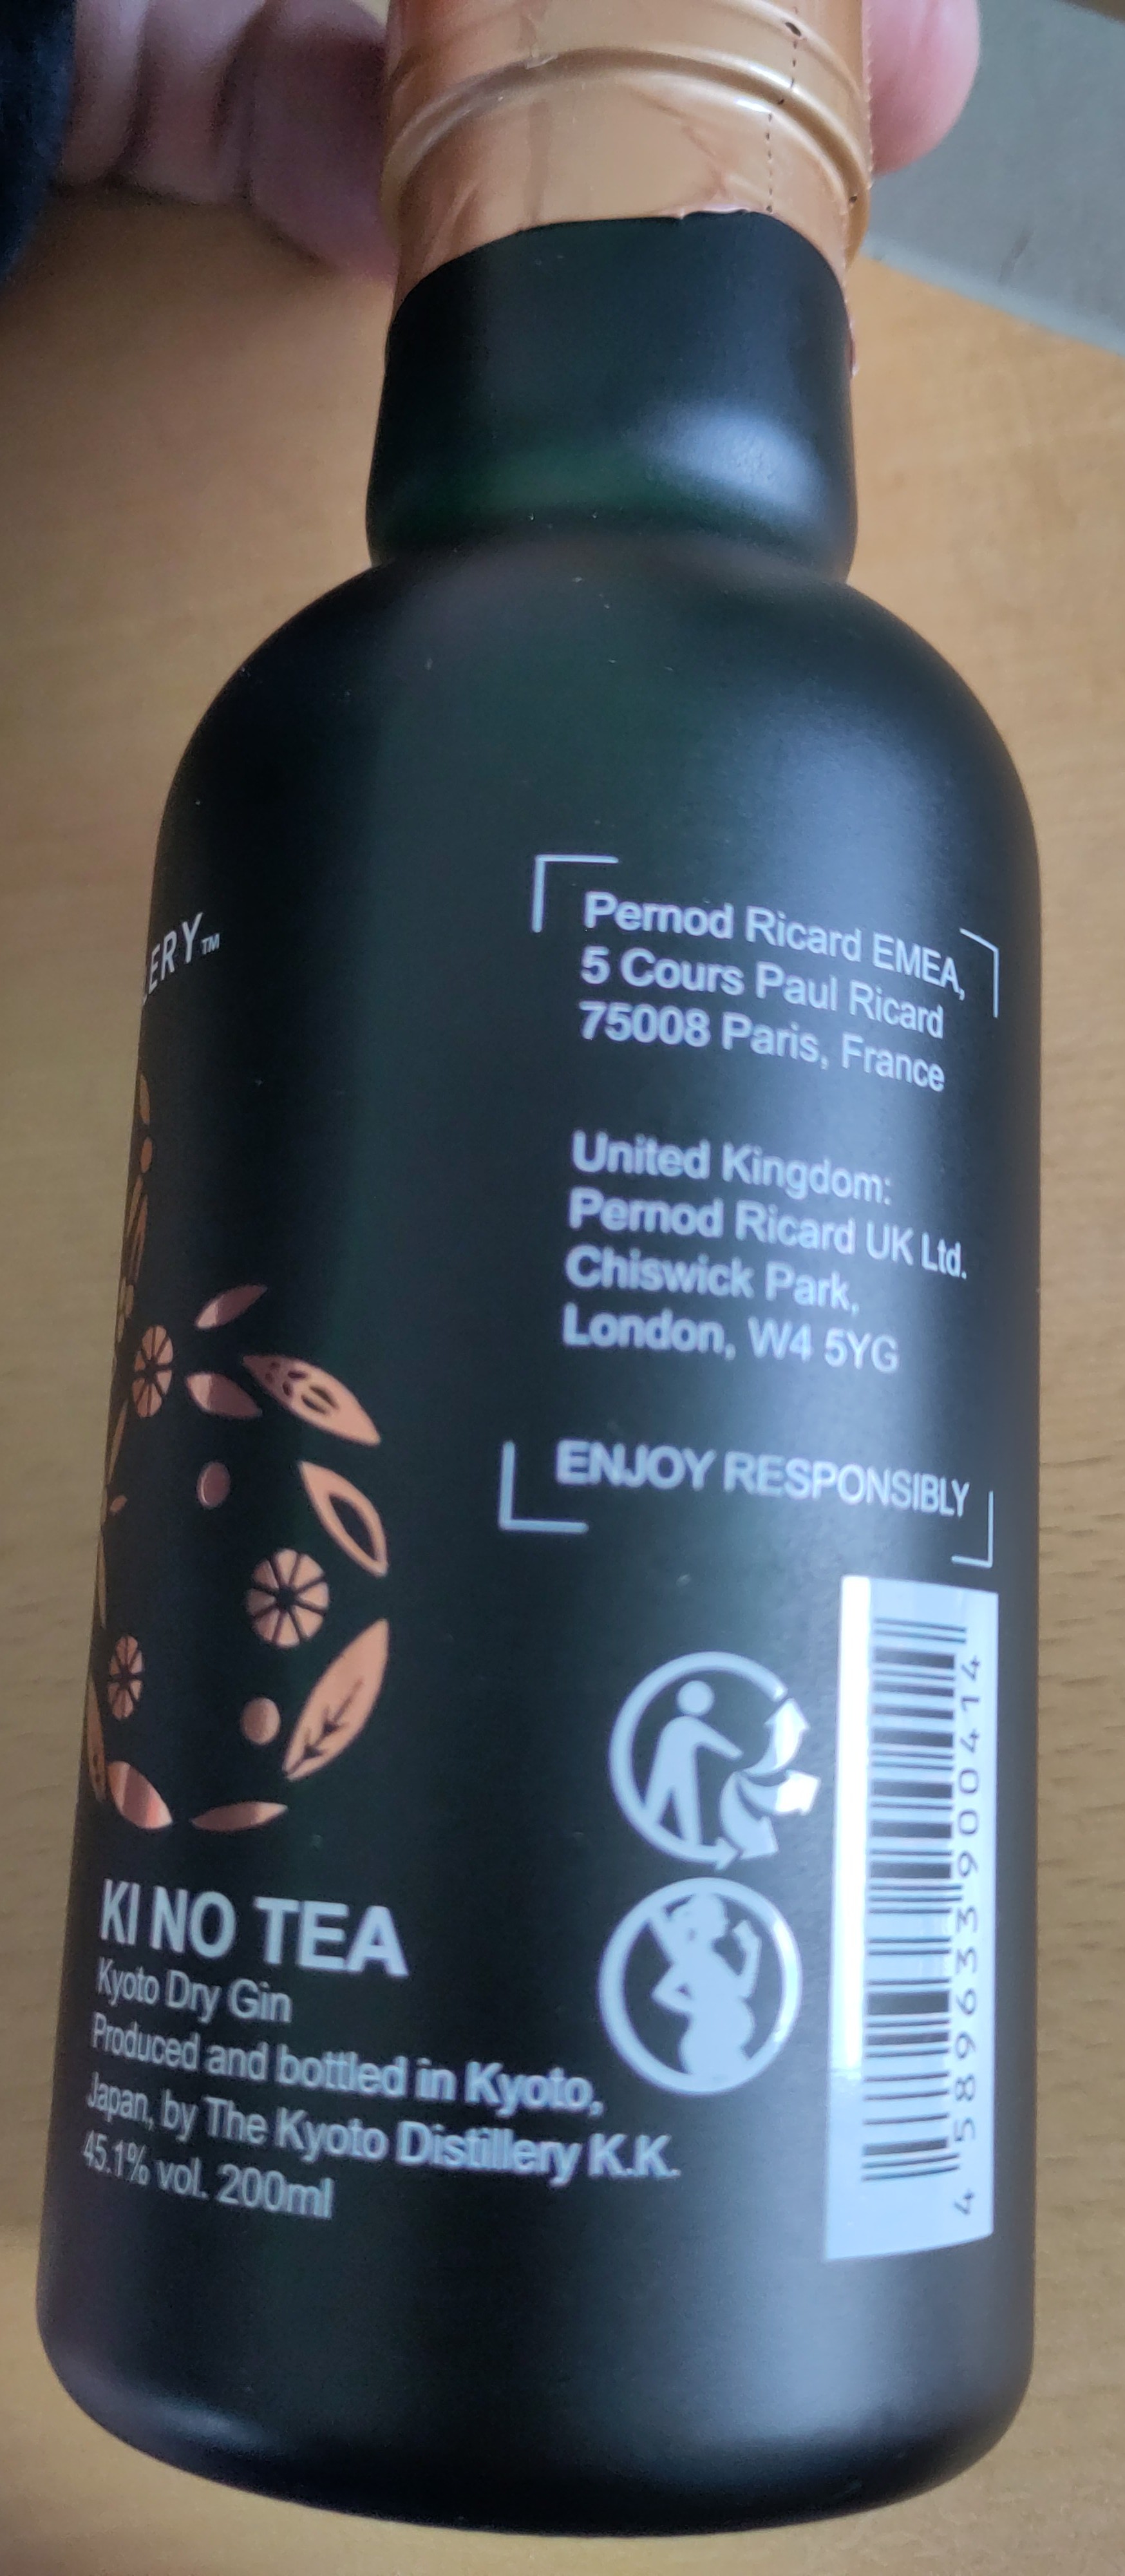 Pernod Ricard EMEA,
5 Cours Paul Ricard
75008 Paris, France
United Kingdom:
Pernod Ricard UK Ltd.
Chiswick Park,
London, W4 5YG
ENJOY RESPONSIBLY
KI NO TEA
Kyoto Dry Gin
Produced and bottled in Kyoto,
Japan, by The Kyoto Distillery K.K.
45.1% vol. 200ml
4 589633 900414